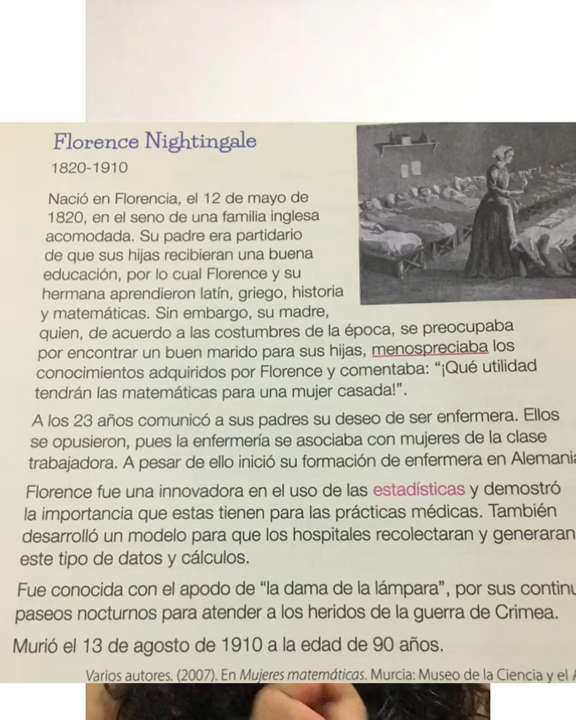 Florence Nightingale
1820-1910
Nació en Florencia, el 12 de mayo de
1820, en el seno de una familia inglesa
acomodada. Su padre era partidario
de que sus hijas recibieran una buena
educación, por lo cual Florence y su
hermana aprendieron latín, griego, historia
y matemáticas. Sin embargo, su madre,
quien, de acuerdo a las costumbres de la época, se preocupaba
por encontrar un buen marido para sus hijas, menospreciaba los
conocimientos adquiridos por Florence y comentaba: “¡Qué utilidad
tendrán las matemáticas para una mujer casada!”.
A los 23 años comunicó a sus padres su deseo de ser enfermera. Ellos
se opusieron, pues la enfermería se asociaba con mujeres de la clase
trabajadora. A pesar de ello inició su formación de enfermera en Alemania
Florence fue una innovadora en el uso de las estadísticas y demostró
la importancia que estas tienen para las prácticas médicas. También
desarrolló un modelo para que los hospitales recolectaran y generaran
este tipo de datos y cálculos.
Fue conocida con el apodo de “la dama de la lámpara”, por sus
paseos nocturnos para atender a los heridos de la guerra de Crimea.
Murió el 13 de agosto de 1910 a la edad de 90 años.
Varios autores. (2007). En Mujeres matemáticas. Murcia: Museo de la Ciencia y el